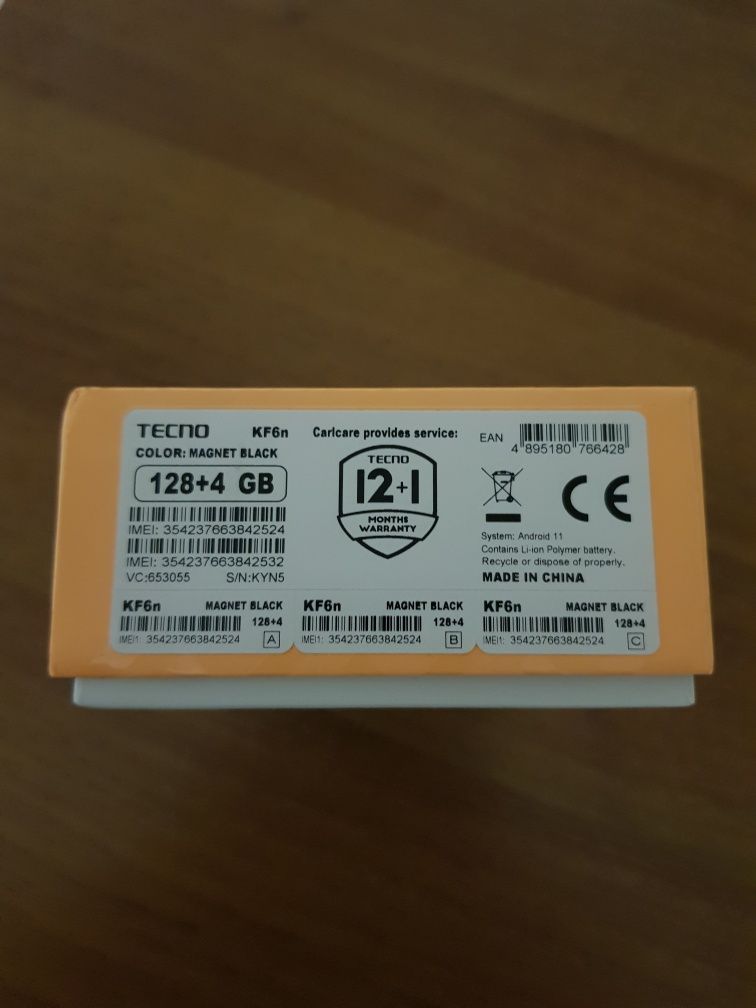 TECNO KF6n
COLOR: MAGNET BLACK
128+4 GB
IMEI: 354237663842524
IMEI: 354237663842532
VC:653055 S/N:KYN5
Carlcare provides service:
TECNO
12+1
MONTHS
WARRANTY
EAN
4 895180 766428
CE
System: Android 11
Contains Li-ion Polymer battery.
Recycle or dispose of properly.
MADE IN CHINA
KF6n MAGNET BLACK
128+4
IMEI1: 354237663842524 A
KF6n MAGNET BLACK
128+4
IMEI1: 354237663842524 B
KF6n MAGNET BLACK
128+4
IMEI1: 354237663842524 C